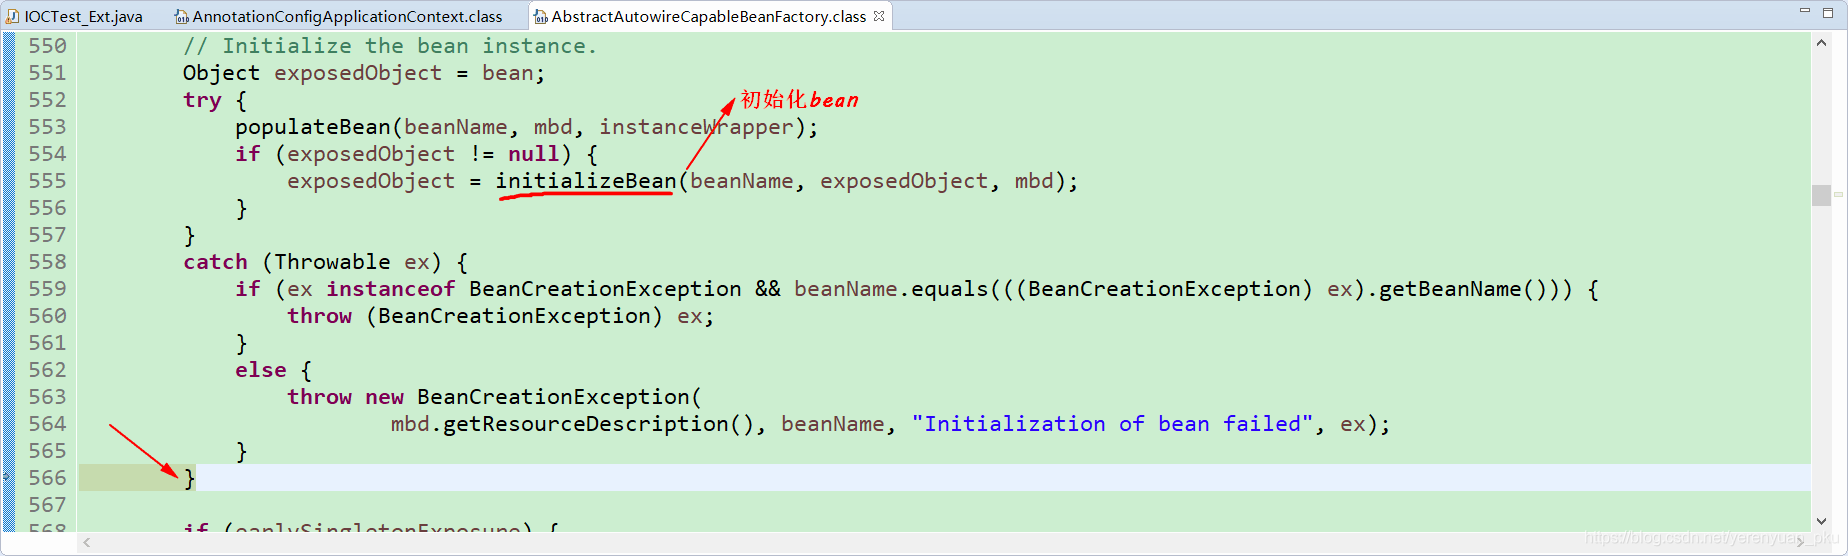 IOCTest_Ext.java AnnotationConfigApplicationContext.class AbstractAutowireCapableBeanFactory.class
550 // Initialize the bean instance.
551 Object exposedObject = bean;
552 try {
初始化bean
553 populateBean(beanName, mbd, instanceWrapper);
554 if (exposedObject != null) {
555 exposedObject = initializeBean(beanName, exposedObject, mbd);
556 }
557 }
558 catch (Throwable ex) {
559 if (ex instanceof BeanCreationException && beanName.equals(((BeanCreationException) ex).getBeanName())) {
560 throw (BeanCreationException) ex;
561 }
562 else {
563 throw new BeanCreationException(
564 mbd.getResourceDescription(), beanName, "Initialization of bean failed", ex);
565 }
566 }
567
568 if (earlySingletonExposure) {
https://blog.csdn.net/yerenyuan_pku